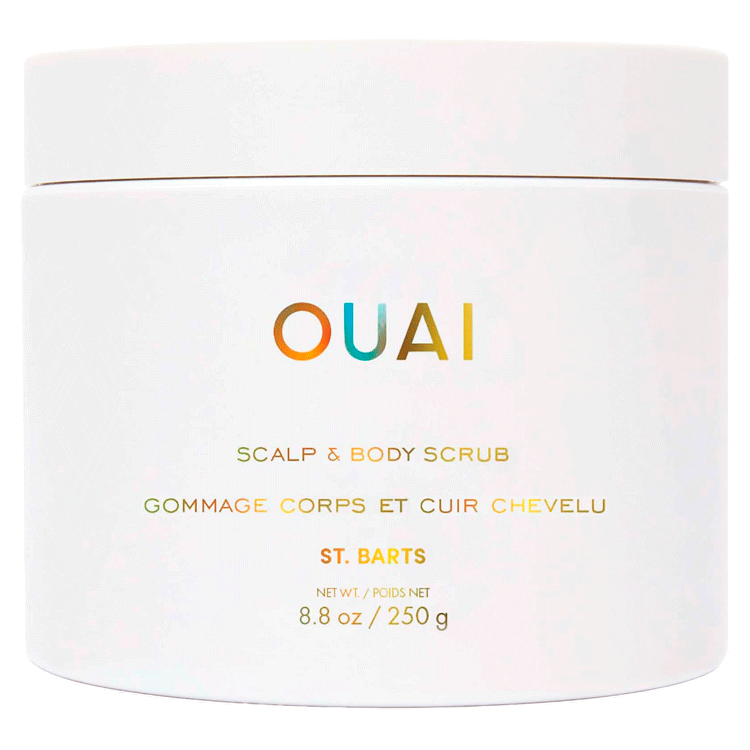 OUAI
SCALP & BODY SCRUB
GOMMAGE CORPS ET CUIR CHEVELU
ST. BARTS
NET WT. / POIDS NET
8.8 oz / 250 g